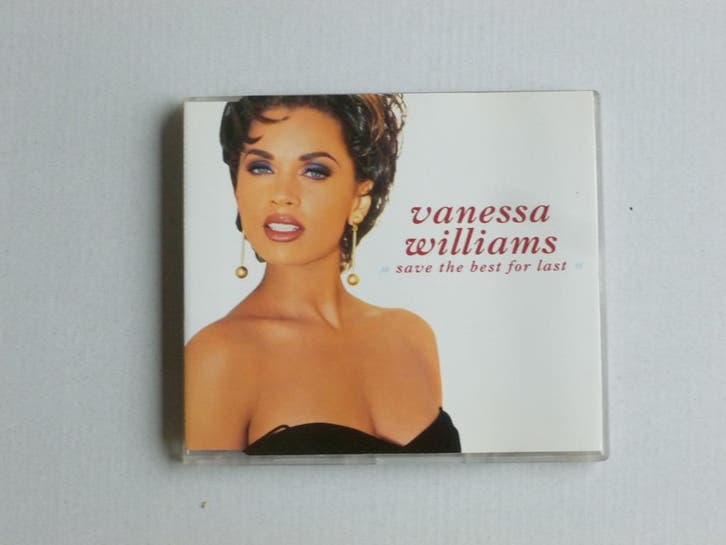 vanessa
williams
» save the best for last «